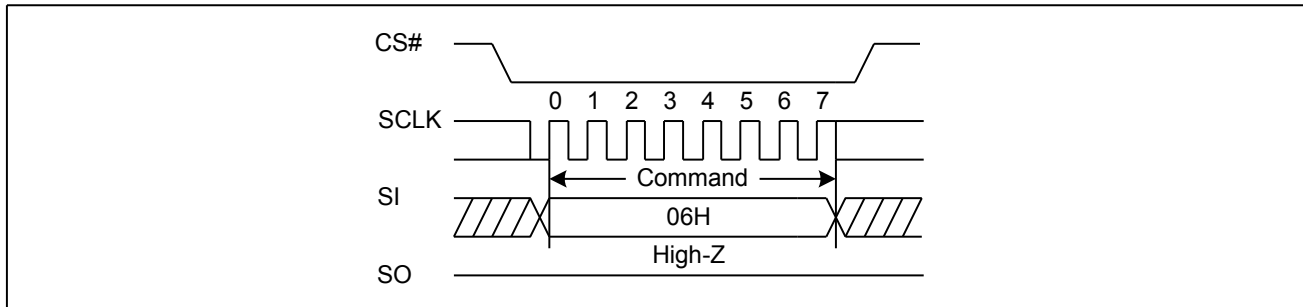 CS#
0 1 2 3 4 5 6 7
SCLK
Command
SI
06H
High-Z
SO